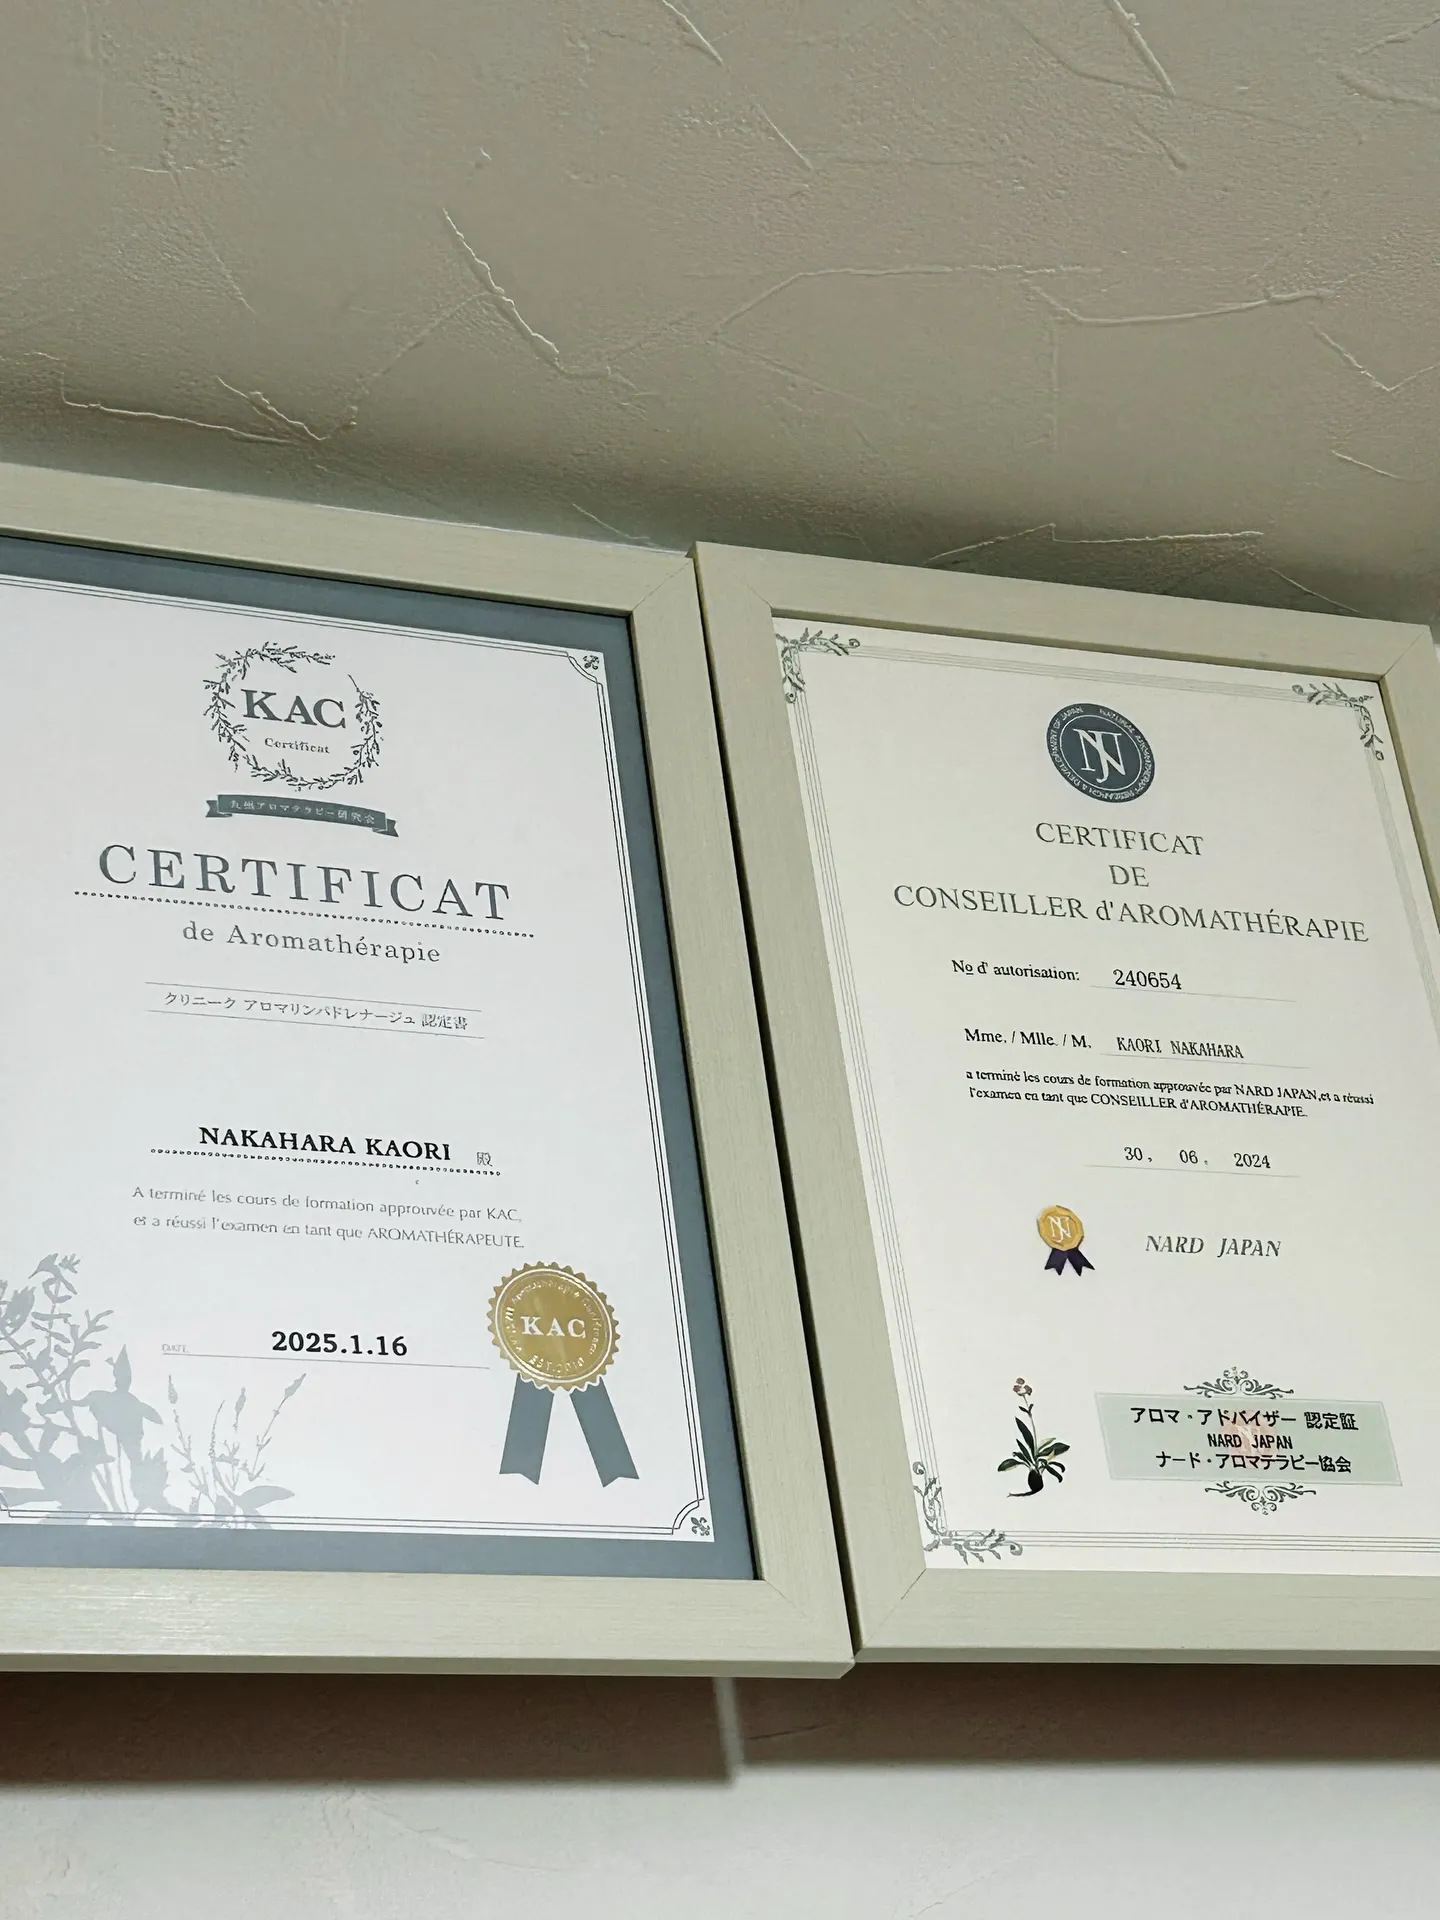 KAC
Certificat
九州アロマテラピー研究会
CERTIFICAT
de Aromathérapie
クリニーク アロマリンパドレナージュ 認定書
NAKAHARA KAORI 殿
A terminé les cours de formation approuvée par KAC,
et a réussi l'examen en tant que AROMATHÉRAPEUTE.
DATE. 2025.1.16
KAC
EST.2010
NJ
CERTIFICAT
DE
CONSEILLER d'AROMATHÉRAPIE
No d' autorisation: 240654
Mme. / Mlle. / M. KAORI NAKAHARA
a terminé les cours de formation approuvée par NARD JAPAN,et a réussi
l'examen en tant que CONSEILLER d'AROMATHÉRAPIE.
30, 06, 2024
NJ
NARD JAPAN
アロマ・アドバイザー 認定証
NARD JAPAN
ナード・アロマテラピー協会